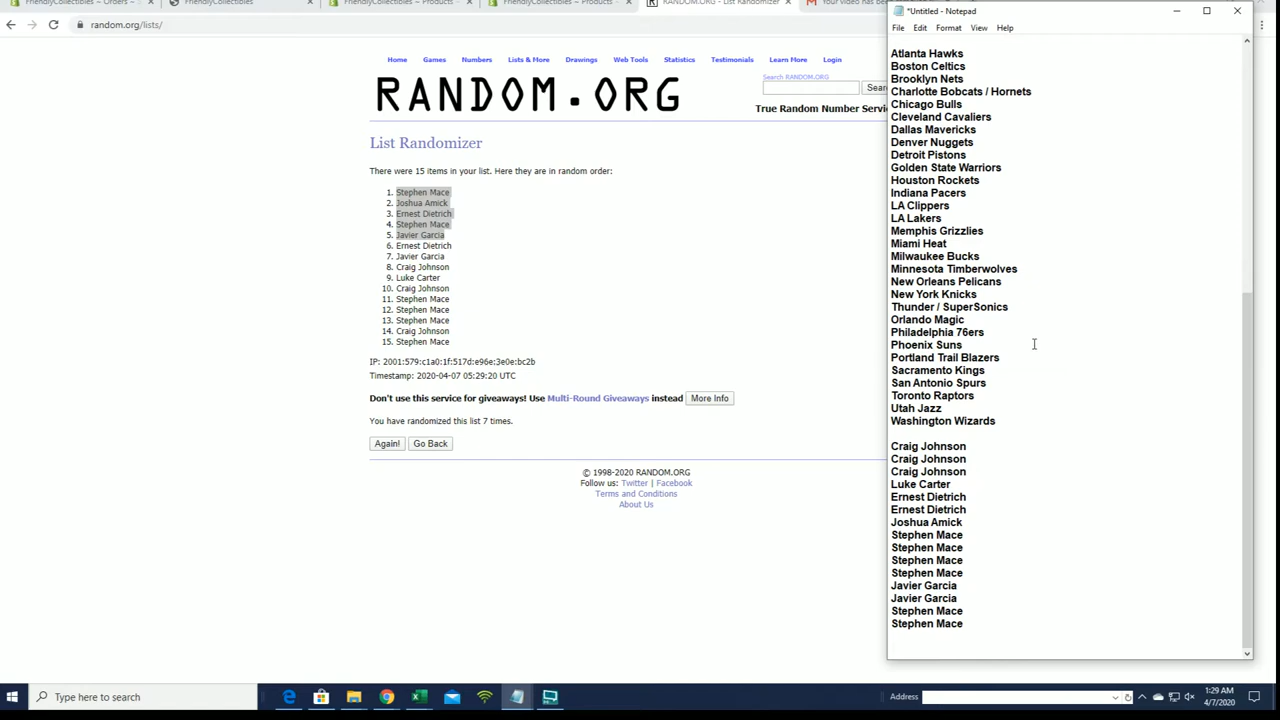 FriendlyCollectibles - Orders
FriendlyCollectibles
FriendlyCollectibles - Products
FriendlyCollectibles - Products
RANDOM.ORG - List Randomizer
Your video has been
random.org/lists/
Home Games Numbers Lists & More Drawings Web Tools Statistics Testimonials Learn More Login
Search RANDOM.ORG
RANDOM.ORG
True Random Number
List Randomizer
There were 15 items in your list. Here they are in random order:
1. Stephen Mace
2. Joshua Amick
3. Ernest Dietrich
4. Stephen Mace
5. Javier Garcia
6. Ernest Dietrich
7. Javier Garcia
8. Craig Johnson
9. Luke Carter
10. Craig Johnson
11. Stephen Mace
12. Stephen Mace
13. Stephen Mace
14. Craig Johnson
15. Stephen Mace
IP: 2001:579:c1a0:1f:517d:e96e:3e0e:bc2b
Timestamp: 2020-04-07 05:29:20 UTC
Don't use this service for giveaways! Use Multi-Round Giveaways instead More Info
You have randomized this list 7 times.
Again! Go Back
© 1998-2020 RANDOM.ORG
Follow us: Twitter | Facebook
Terms and Conditions
About Us
*Untitled - Notepad
File Edit Format View Help
Atlanta Hawks
Boston Celtics
Brooklyn Nets
Charlotte Bobcats / Hornets
Chicago Bulls
Cleveland Cavaliers
Dallas Mavericks
Denver Nuggets
Detroit Pistons
Golden State Warriors
Houston Rockets
Indiana Pacers
LA Clippers
LA Lakers
Memphis Grizzlies
Miami Heat
Milwaukee Bucks
Minnesota Timberwolves
New Orleans Pelicans
New York Knicks
Thunder / SuperSonics
Orlando Magic
Philadelphia 76ers
Phoenix Suns
Portland Trail Blazers
Sacramento Kings
San Antonio Spurs
Toronto Raptors
Utah Jazz
Washington Wizards
Craig Johnson
Craig Johnson
Craig Johnson
Luke Carter
Ernest Dietrich
Ernest Dietrich
Joshua Amick
Stephen Mace
Stephen Mace
Stephen Mace
Stephen Mace
Javier Garcia
Javier Garcia
Stephen Mace
Stephen Mace
Type here to search
Address
1:29 AM
4/7/2020